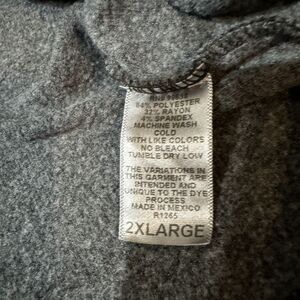 64% POLYESTER
32% RAYON
4% SPANDEX
MACHINE WASH
COLD
WITH LIKE COLORS
NO BLEACH
TUMBLE DRY LOW
THE VARIATIONS IN
THIS GARMENT ARE
INTENDED AND
UNIQUE TO THE DYE
PROCESS
MADE IN MEXICO
R1265
2XLARGE